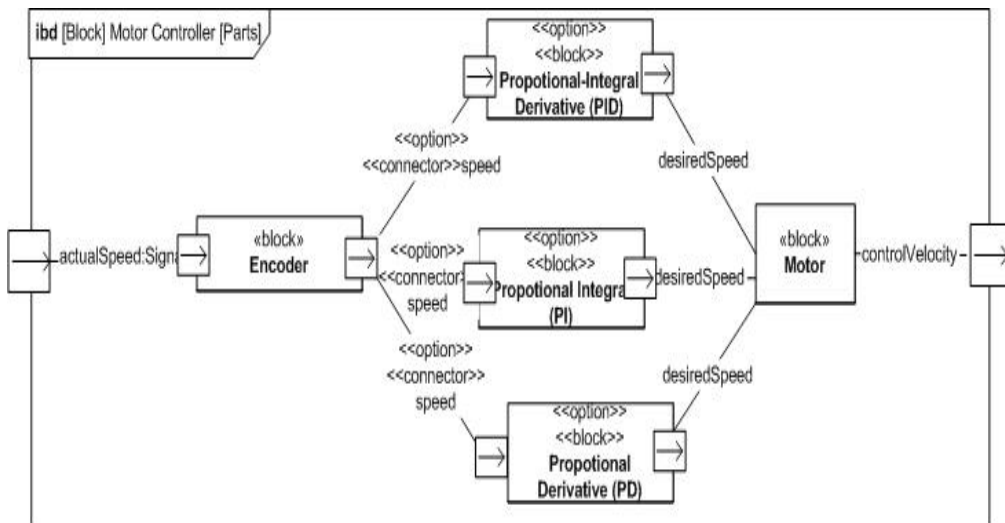 ibd [Block] Motor Controller [Parts]
<<option>>
<<block>>
Propotional-Integral
Derivative (PID)
<<option>>
<<connector>>speed
desiredSpeed
actualSpeed:Signa
«block»
Encoder
<<option>>
<<connector>
speed
<<option>>
<<block>>
Propotional Integra
(PI)
desiredSpeed
«block»
Motor
controlVelocity
<<option>>
<<connector>>
speed
desiredSpeed
<<option>>
<<block>>
Propotional
Derivative (PD)